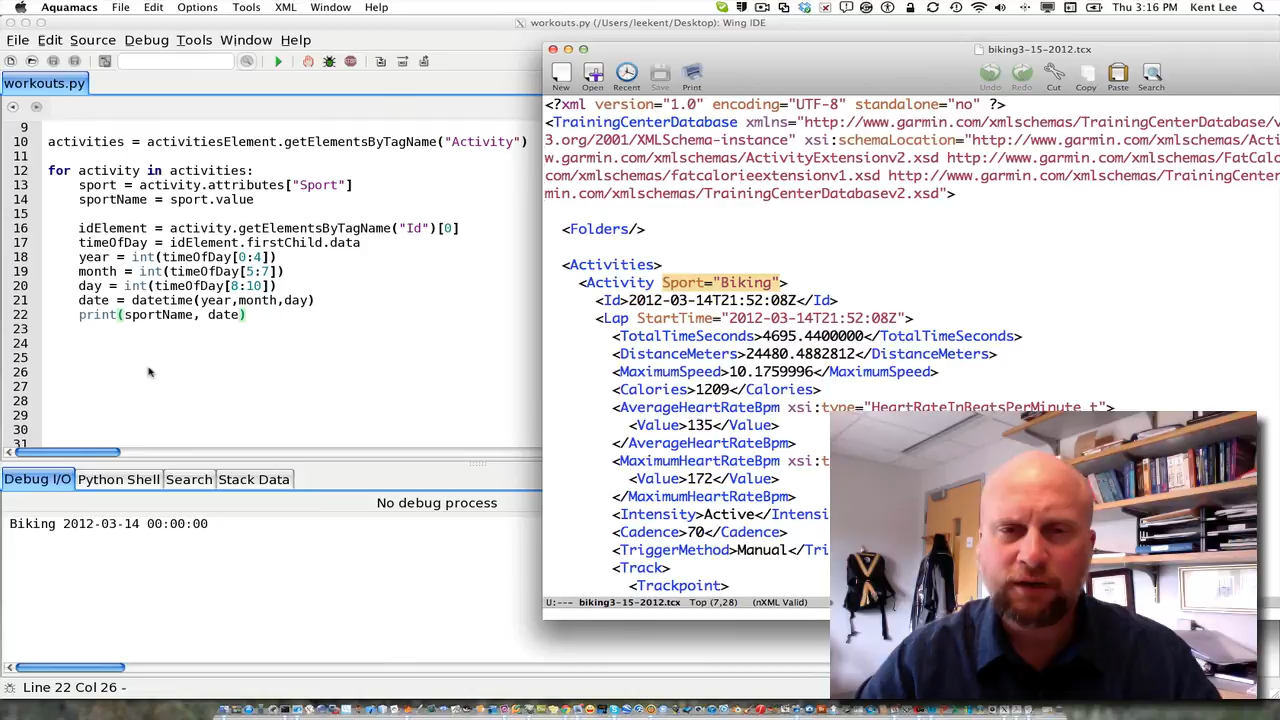 Aquamacs File Edit Options Tools XML Window Help Thu 3:16 PM Kent Lee
workouts.py (/Users/leekent/Desktop): Wing IDE
File Edit Source Debug Tools Window Help
workouts.py
9
10 activities = activitiesElement.getElementsByTagName("Activity")
11
12 for activity in activities:
13 sport = activity.attributes["Sport"]
14 sportName = sport.value
15
16 idElement = activity.getElementsByTagName("Id")[0]
17 timeOfDay = idElement.firstChild.data
18 year = int(timeOfDay[0:4])
19 month = int(timeOfDay[5:7])
20 day = int(timeOfDay[8:10])
21 date = datetime(year,month,day)
22 print(sportName, date)
23
24
25
26
27
28
29
30
31
Debug I/O Python Shell Search Stack Data
No debug process
Biking 2012-03-14 00:00:00
Line 22 Col 26 -
biking3-15-2012.tcx
New Open Recent Save Print Undo Redo Cut Copy Paste Search
<?xml version="1.0" encoding="UTF-8" standalone="no" ?>
<TrainingCenterDatabase xmlns="http://www.garmin.com/xmlschemas/TrainingCenterDatabase/v
3.org/2001/XMLSchema-instance" xsi:schemaLocation="http://www.garmin.com/xmlschemas/Acti
w.garmin.com/xmlschemas/ActivityExtensionv2.xsd http://www.garmin.com/xmlschemas/FatCalo
com/xmlschemas/fatcalorieextensionv1.xsd http://www.garmin.com/xmlschemas/TrainingCenter
min.com/xmlschemas/TrainingCenterDatabasev2.xsd">
<Folders/>
<Activities>
<Activity Sport="Biking">
<Id>2012-03-14T21:52:08Z</Id>
<Lap StartTime="2012-03-14T21:52:08Z">
<TotalTimeSeconds>4695.4400000</TotalTimeSeconds>
<DistanceMeters>24480.4882812</DistanceMeters>
<MaximumSpeed>10.1759996</MaximumSpeed>
<Calories>1209</Calories>
<AverageHeartRateBpm xsi:type="HeartRateInBeatsPerMinute_t">
<Value>135</Value>
</AverageHeartRateBpm>
<MaximumHeartRateBpm xsi:t
<Value>172</Value>
</MaximumHeartRateBpm>
<Intensity>Active</Intensi
<Cadence>70</Cadence>
<TriggerMethod>Manual</Tri
<Track>
<Trackpoint>
U:--- biking3-15-2012.tcx Top (7,28) (nXML Valid)